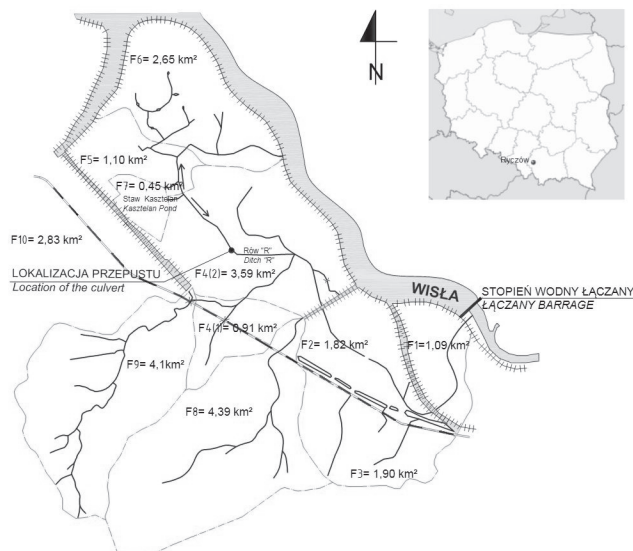 F6= 2,65 km²
N
Ryczów
F5= 1,10 km²
F7= 0,45 km²
Staw Kasztelan
Kasztelan Pond
F10= 2,83 km²
Rów "R"
Ditch "R"
LOKALIZACJA PRZEPUSTU
Location of the culvert
F4(2)= 3,59 km²
WISŁA
STOPIEŃ WODNY ŁĄCZANY
ŁĄCZANY BARRAGE
F4(1)= 0,91 km²
F2= 1,82 km²
F1= 1,09 km²
F9= 4,1km²
F8= 4,39 km²
F3= 1,90 km²